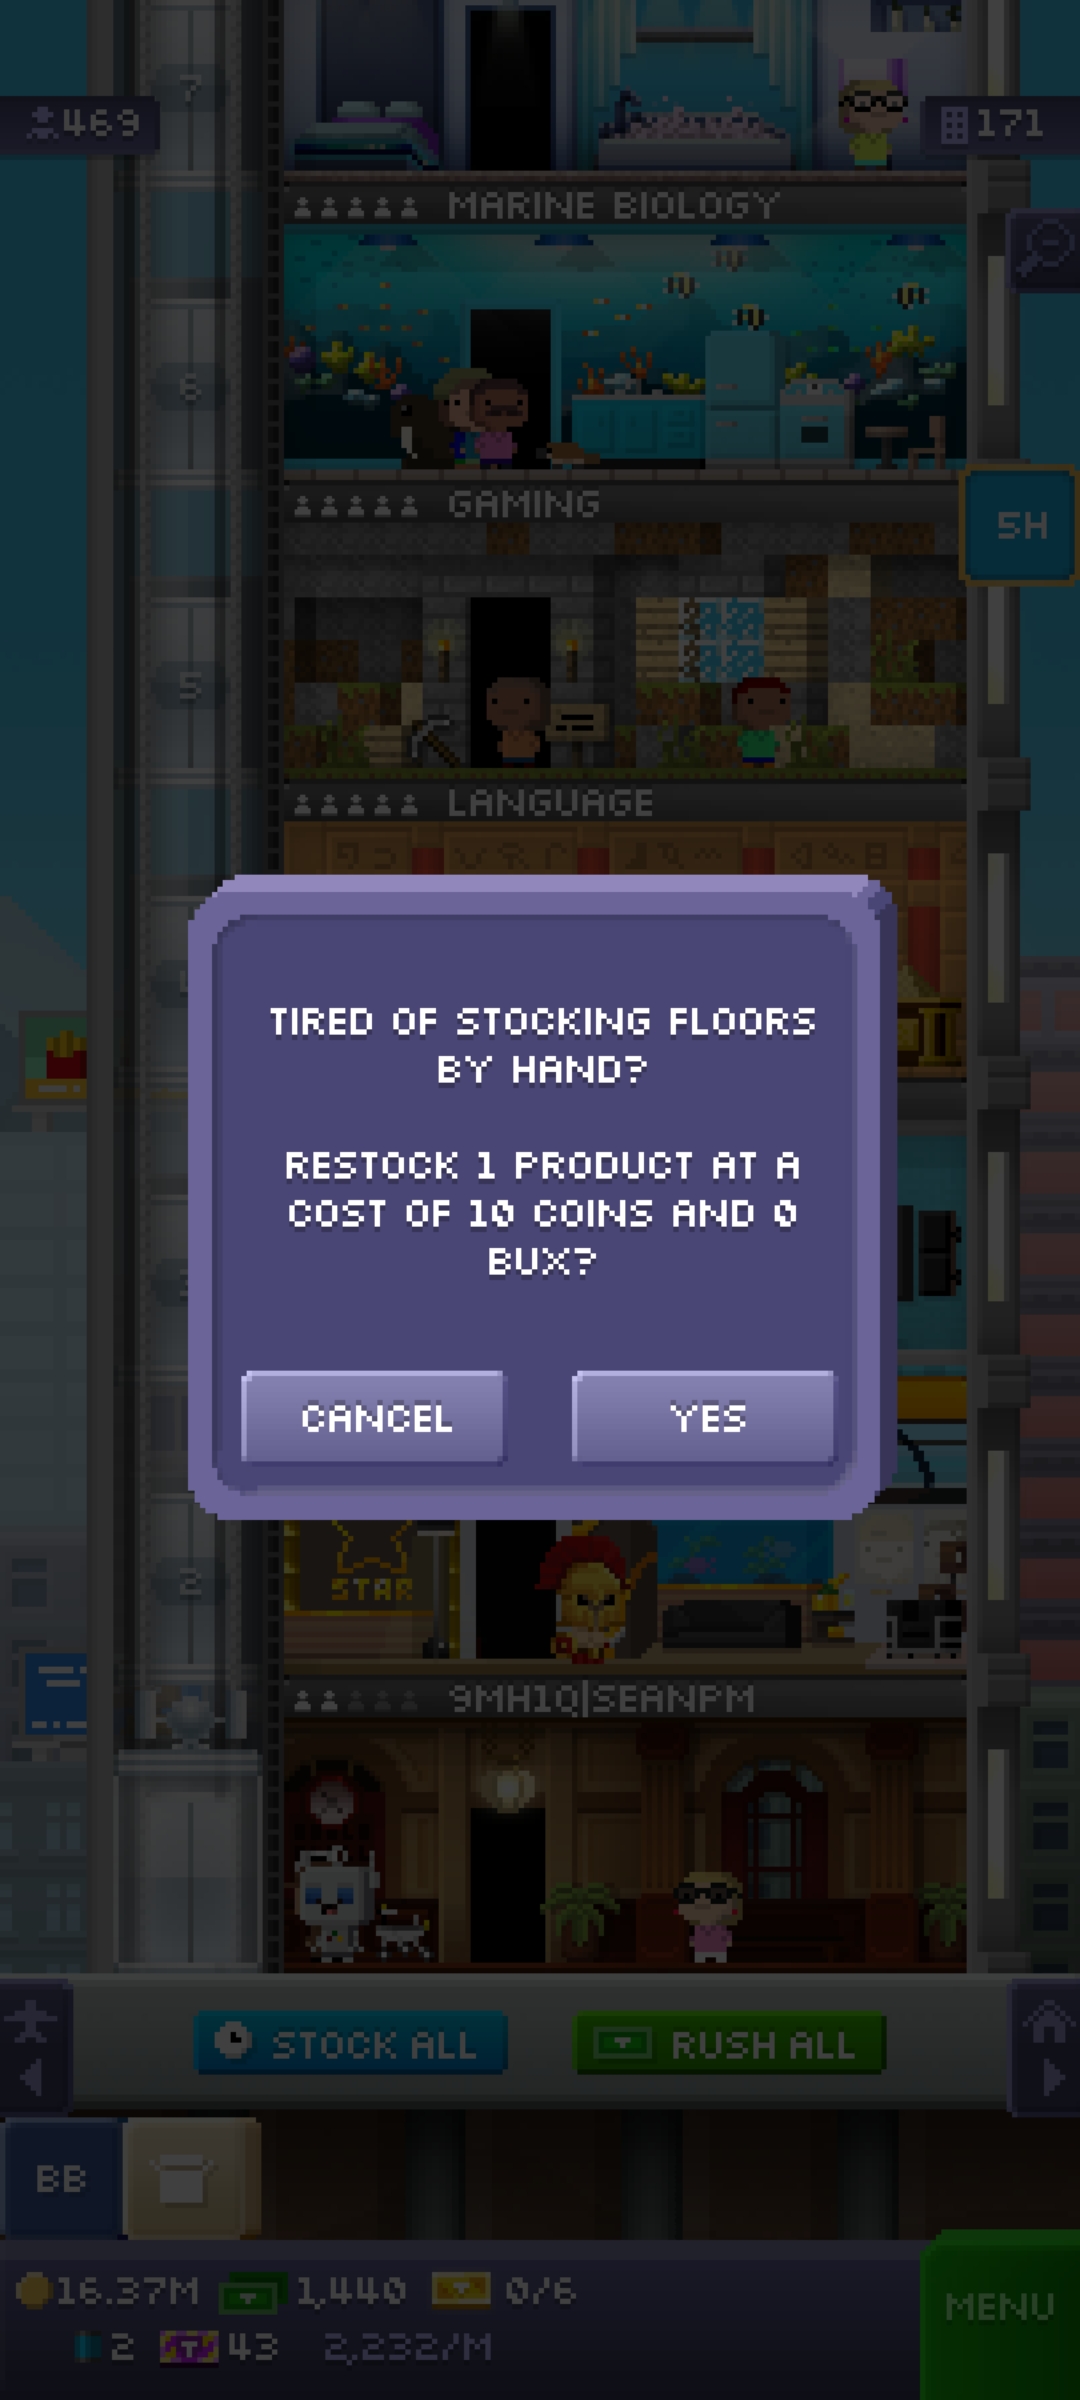 7
469
171
MARINE BIOLOGY
6
GAMING
5H
5
LANGUAGE
TIRED OF STOCKING FLOORS
BY HAND?
RESTOCK 1 PRODUCT AT A
COST OF 10 COINS AND 0
BUX?
CANCEL
YES
2
STAR
9MH1Q|SEANPM
STOCK ALL
RUSH ALL
BB
16.37M
1,440
0/6
MENU
2
43
2,232/M